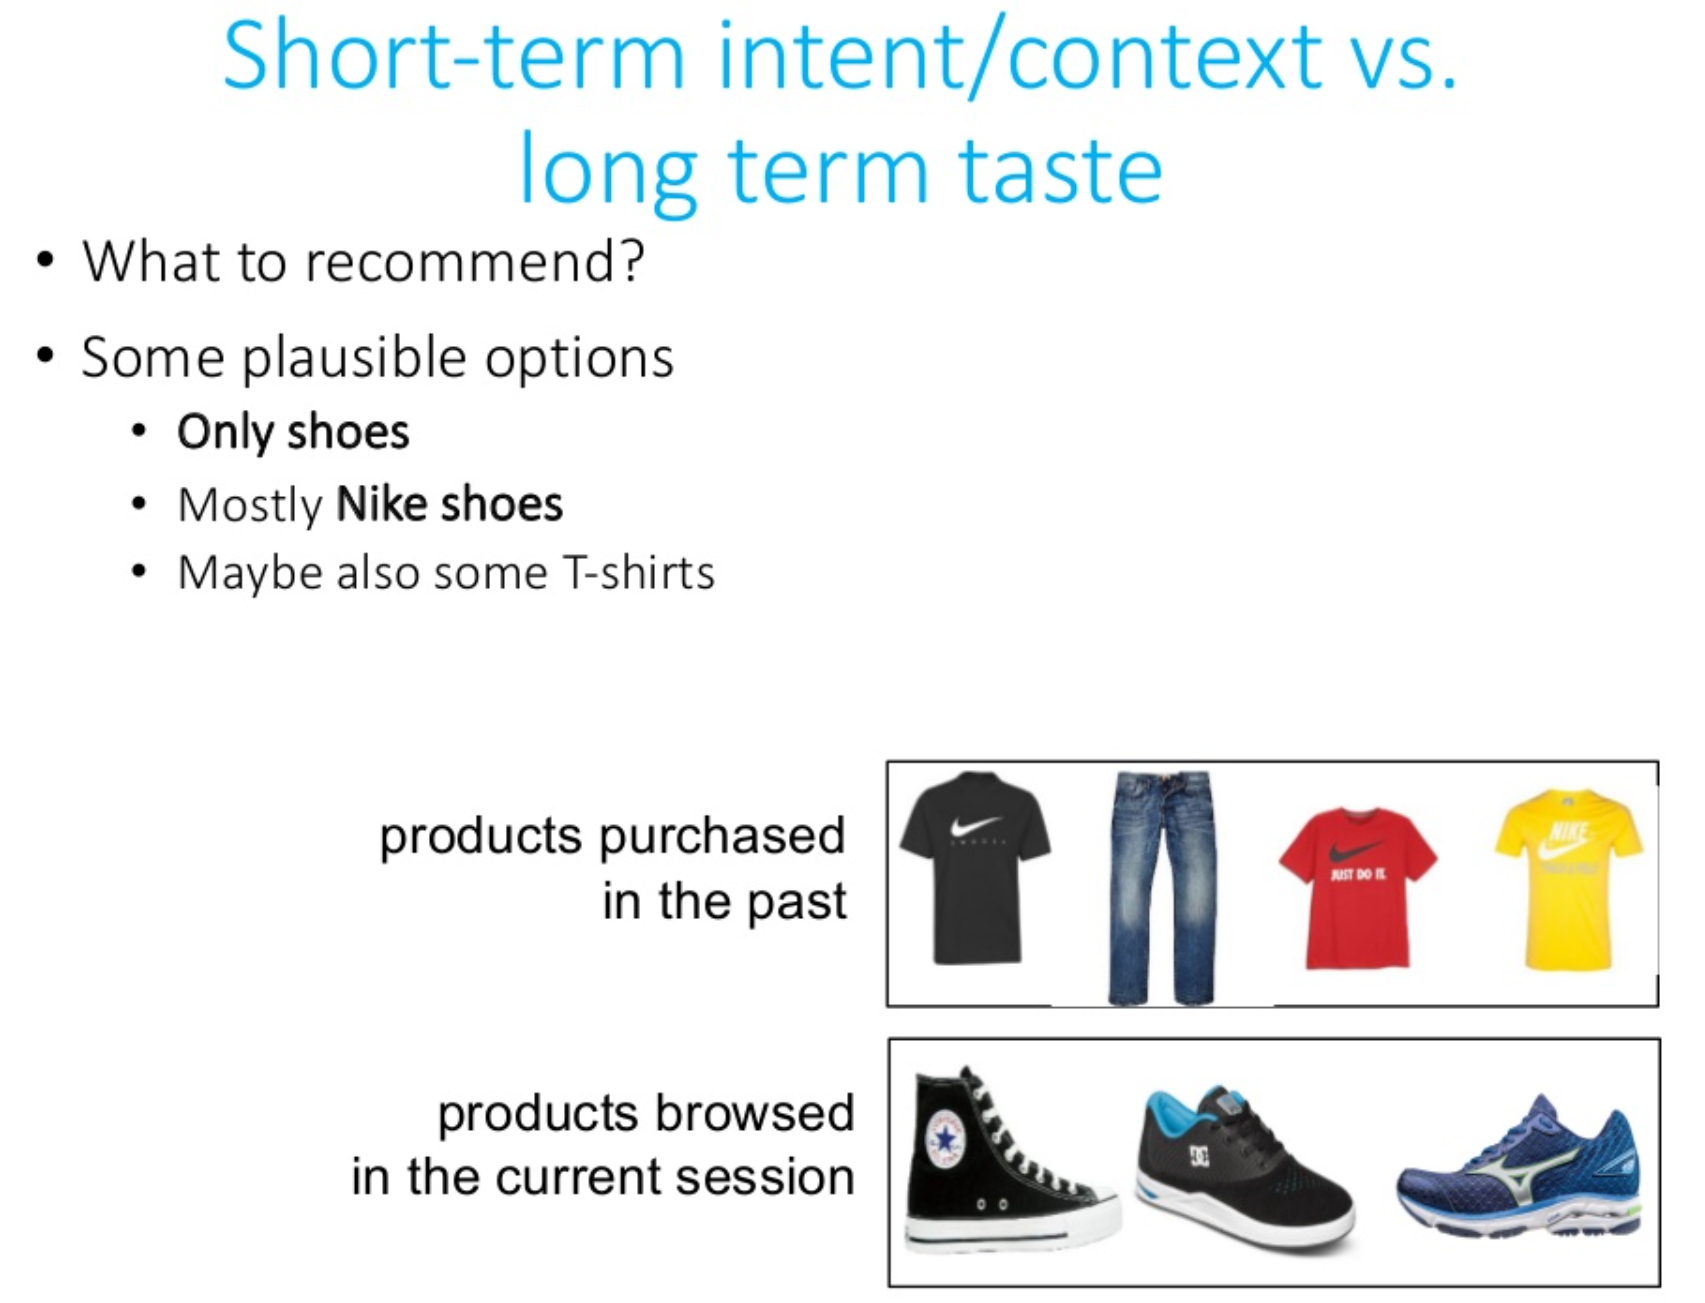 Short-term intent/context vs.
long term taste
• What to recommend?
• Some plausible options
• Only shoes
• Mostly Nike shoes
• Maybe also some T-shirts
products purchased
in the past
JUST DO IT.
NIKE
products browsed
in the current session
DC